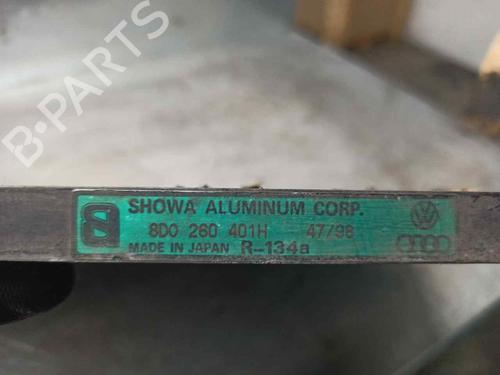 B-PARTS
SHOWA ALUMINUM CORP.
8D0 260 401H 47/98
MADE IN JAPAN R-134a